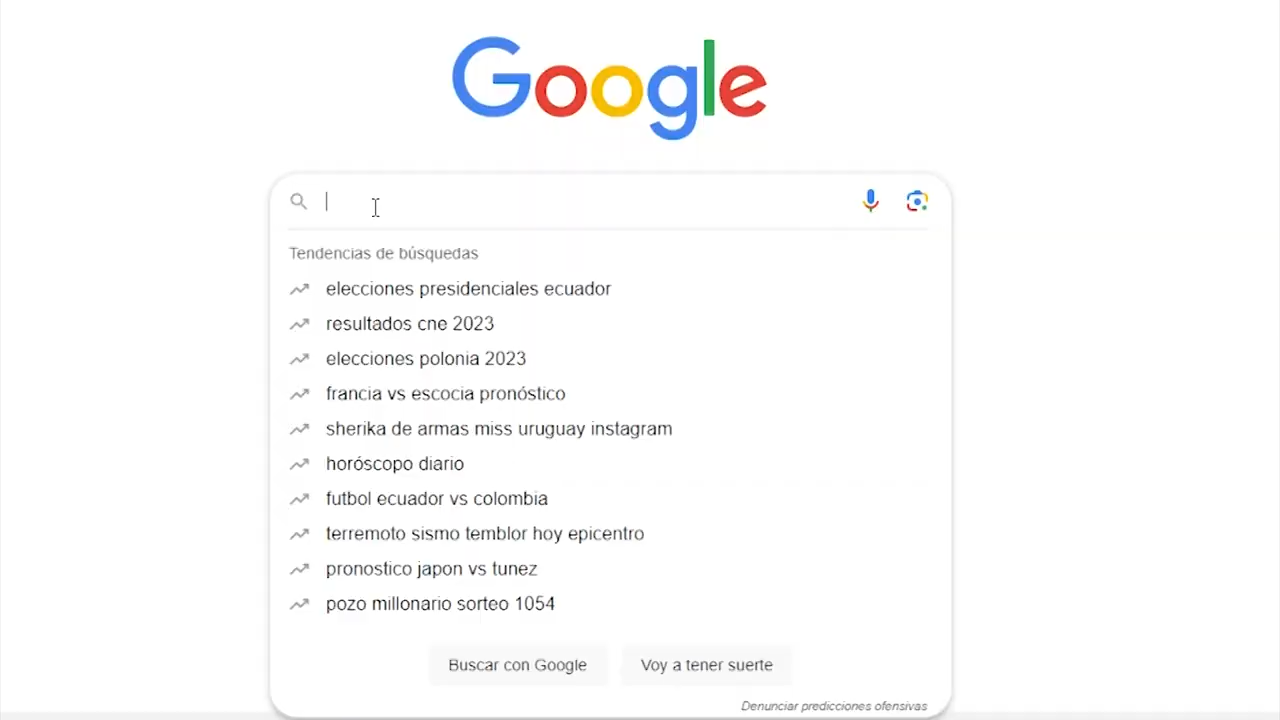 Google
Tendencias de búsquedas
elecciones presidenciales ecuador
resultados cne 2023
elecciones polonia 2023
francia vs escocia pronóstico
sherika de armas miss uruguay instagram
horóscopo diario
futbol ecuador vs colombia
terremoto sismo temblor hoy epicentro
pronostico japon vs tunez
pozo millonario sorteo 1054
Buscar con Google
Voy a tener suerte
Denunciar predicciones ofensivas